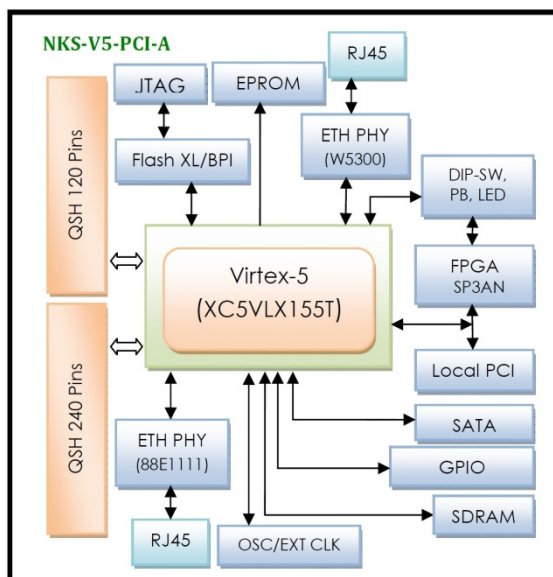 NKS-V5-PCI-A
RJ45
JTAG
EPROM
ETH PHY
(W5300)
Flash XL/BPI
DIP-SW,
PB, LED
QSH 120 Pins
Virtex-5
(XC5VLX155T)
FPGA
SP3AN
Local PCI
QSH 240 Pins
ETH PHY
(88E1111)
SATA
GPIO
SDRAM
RJ45
OSC/EXT CLK